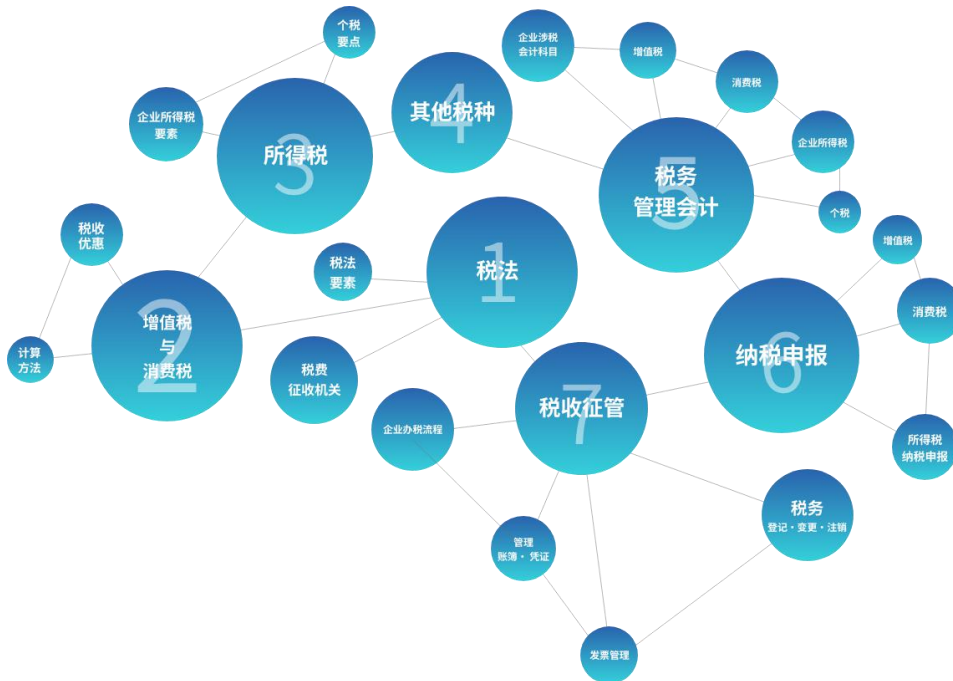 个税
要点
企业所得税
要素
3
所得税
4
其他税种
企业涉税
会计科目
增值税
消费税
企业所得税
个税
5
税务
管理会计
税收
优惠
计算
方法
2
增值税
与
消费税
税法
要素
1
税法
税费
征收机关
增值税
消费税
所得税
纳税申报
6
纳税申报
7
税收征管
企业办税流程
管理
账簿·凭证
税务
登记·变更·注销
发票管理